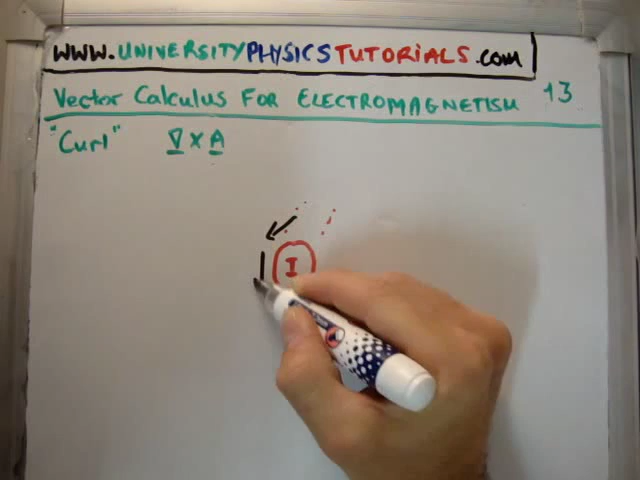 WWW.UNIVERSITYPHYSICSTUTORIALS.COM
Vector Calculus FOR ELECTROMAGNETISM 13
"Curl" ∇ x A
I